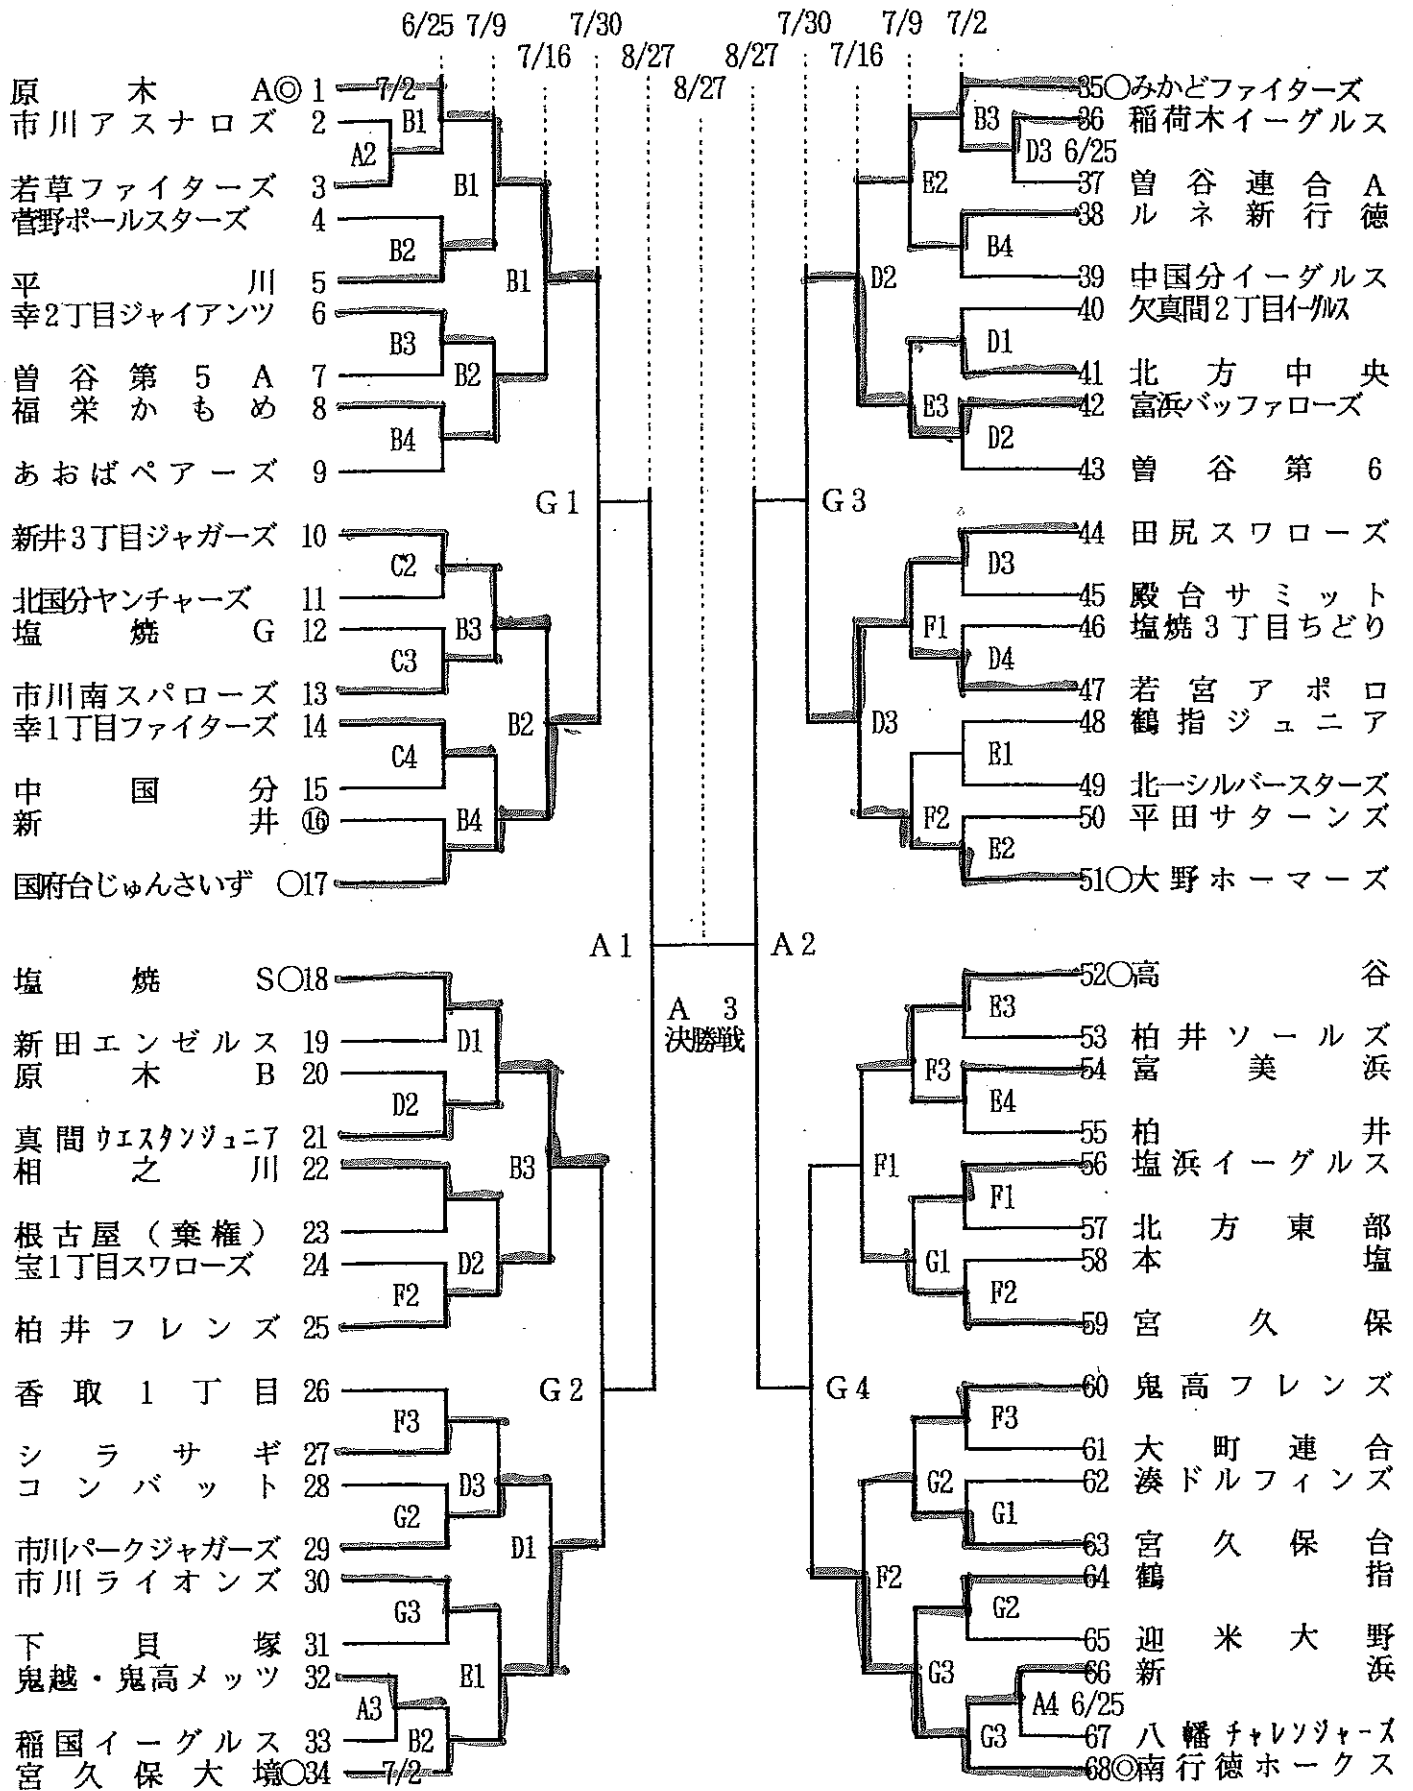 6/25 7/9 7/30 7/30 7/9 7/2
7/16 8/27 8/27 7/16
8/27
原木A◎ 1 7/2
市川アスナロズ 2
若草ファイターズ 3
菅野ポールスターズ 4
平川 5
幸2丁目ジャイアンツ 6
曽谷第5A 7
福栄かもめ 8
あおばペアーズ 9
新井3丁目ジャガーズ 10
北国分ヤンチャーズ 11
塩焼G 12
市川南スパローズ 13
幸1丁目ファイターズ 14
中国分 15
新井 ⑯
国府台じゅんさいず ○17
塩焼S○18
新田エンゼルス 19
原木B 20
真間ウエスタンジュニア 21
相之川 22
根古屋(棄権) 23
宝1丁目スワローズ 24
柏井フレンズ 25
香取1丁目 26
シラサギ 27
コンバット 28
市川パークジャガーズ 29
市川ライオンズ 30
下貝塚 31
鬼越・鬼高メッツ 32
稲国イーグルス 33
宮久保大境○34 7/2
A2
B1
B2
B3
B4
C2
C3
C4
D2
F2
F3
G2
G3
A3
B2
B1
B2
B3
B4
D1
D2
D3
E1
B1
B2
B3
D1
G1
G2
A1
A 3
決勝戦
A2
G3
G4
D2
D3
F1
F2
E2
E3
F1
F2
F3
G1
G2
G3
B3
D3 6/25
B4
D1
D2
D3
D4
E1
E2
E3
E4
F1
F2
F3
G1
G2
A4 6/25
G3
35○みかどファイターズ
36 稲荷木イーグルス
37 曽谷連合A
38 ルネ新行徳
39 中国分イーグルス
40 欠真間2丁目イーグルス
41 北方中央
42 富浜バッファローズ
43 曽谷第6
44 田尻スワローズ
45 殿台サミット
46 塩焼3丁目ちどり
47 若宮アポロ
48 鶴指ジュニア
49 北一シルバースターズ
50 平田サターンズ
51○大野ホーマーズ
52○高谷
53 柏井ソールズ
54 富美浜
55 柏井
56 塩浜イーグルス
57 北方東部
58 本塩
59 宮久保
60 鬼高フレンズ
61 大町連合
62 湊ドルフィンズ
63 宮久保台
64 鶴指
65 迎米大野
66 新浜
67 八幡チャレンジャーズ
68◎南行徳ホークス